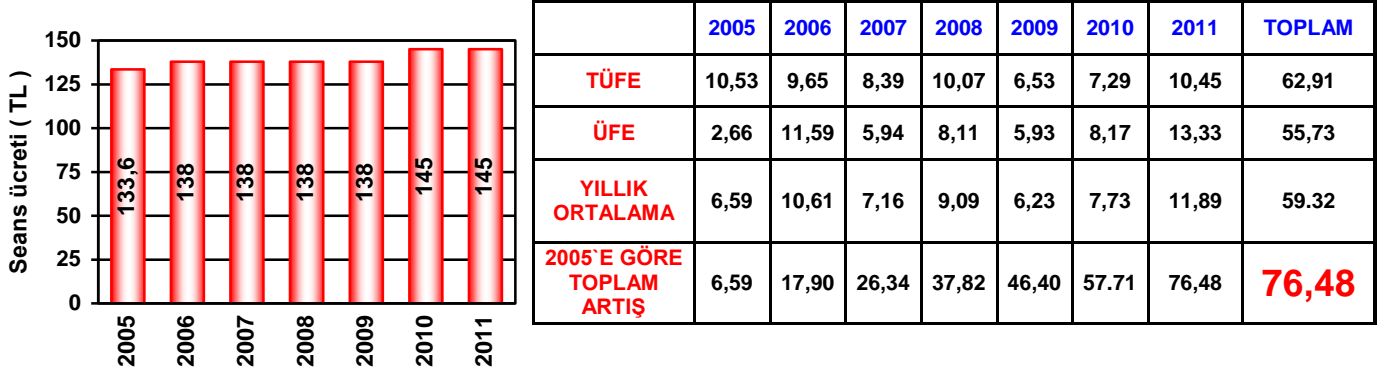 Seans ücreti ( TL )
150
125
100
75
50
25
0
133,6
138
138
138
138
145
145
2005
2006
2007
2008
2009
2010
2011
2005 2006 2007 2008 2009 2010 2011 TOPLAM
TÜFE 10,53 9,65 8,39 10,07 6,53 7,29 10,45 62,91
ÜFE 2,66 11,59 5,94 8,11 5,93 8,17 13,33 55,73
YILLIK
ORTALAMA 6,59 10,61 7,16 9,09 6,23 7,73 11,89 59.32
2005`E GÖRE
TOPLAM
ARTIŞ 6,59 17,90 26,34 37,82 46,40 57.71 76,48 76,48